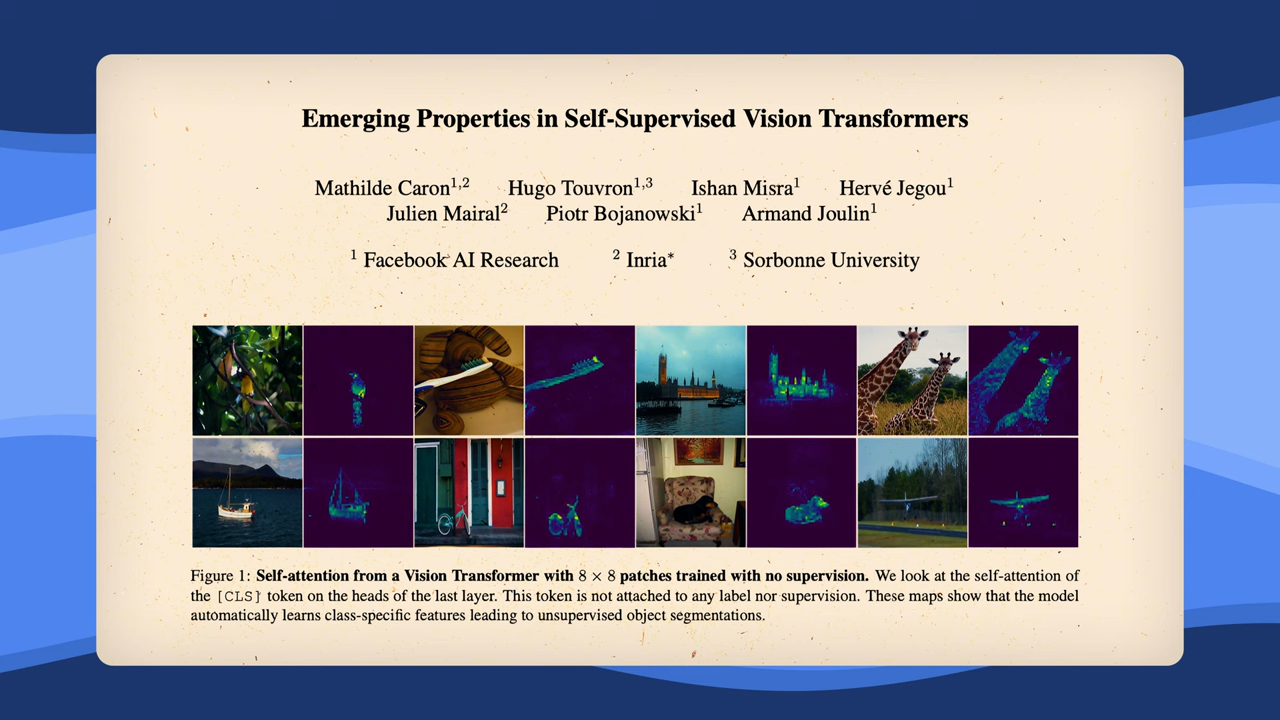 Emerging Properties in Self-Supervised Vision Transformers
Mathilde Caron1,2 Hugo Touvron1,3 Ishan Misra1 Hervé Jegou1
Julien Mairal2 Piotr Bojanowski1 Armand Joulin1
1 Facebook AI Research 2 Inria* 3 Sorbonne University
Figure 1: Self-attention from a Vision Transformer with 8 × 8 patches trained with no supervision. We look at the self-attention of
the [CLS] token on the heads of the last layer. This token is not attached to any label nor supervision. These maps show that the model
automatically learns class-specific features leading to unsupervised object segmentations.